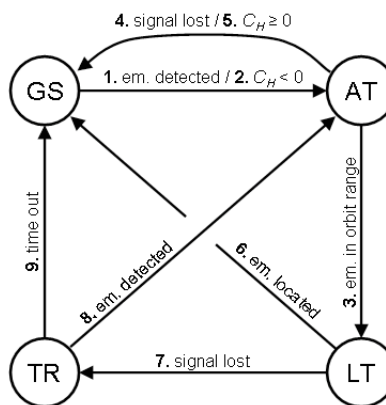 4. signal lost / 5. C_H ≥ 0
GS
1. em. detected / 2. C_H < 0
AT
9. time out
8. em. detected
6. em. located
3. em. in orbit range
TR
7. signal lost
LT